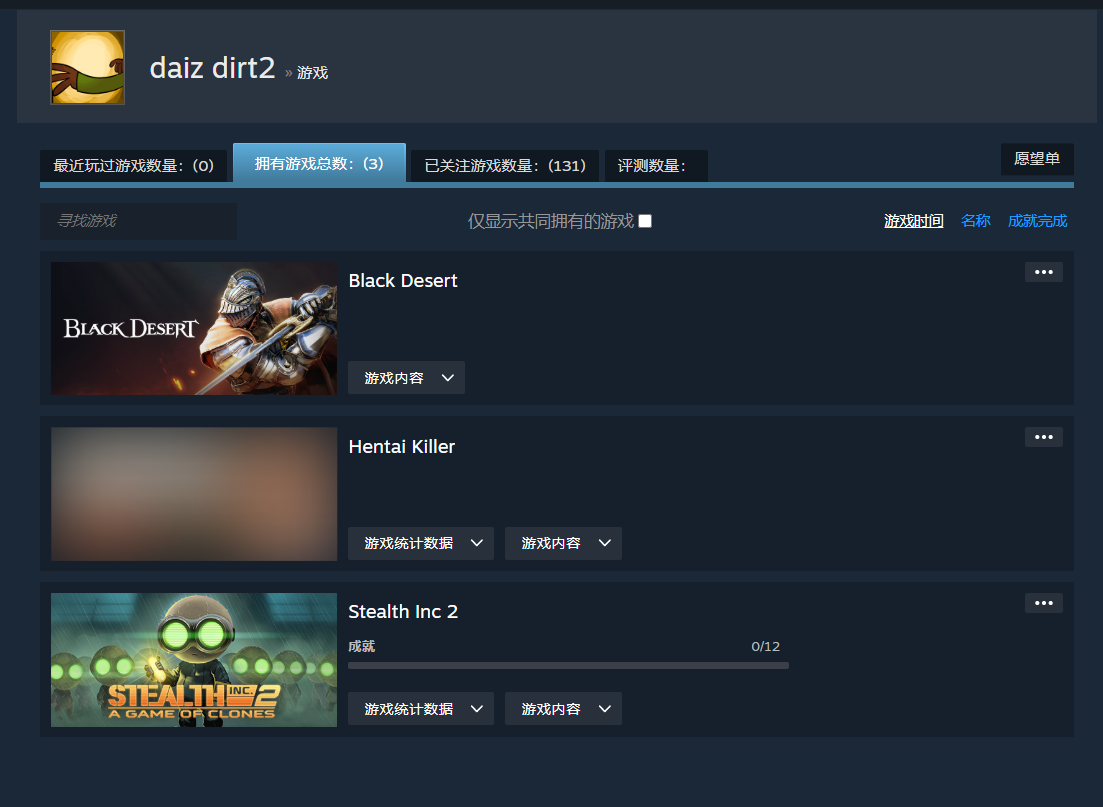 daiz dirt2 » 游戏
最近玩过游戏数量：(0)
拥有游戏总数：(3)
已关注游戏数量：(131)
评测数量：
愿望单
寻找游戏
仅显示共同拥有的游戏
游戏时间 名称 成就完成
BLACK DESERT
Black Desert
游戏内容
Hentai Killer
游戏统计数据 游戏内容
STEALTH INC. 2
A GAME OF CLONES
Stealth Inc 2
成就 0/12
游戏统计数据 游戏内容